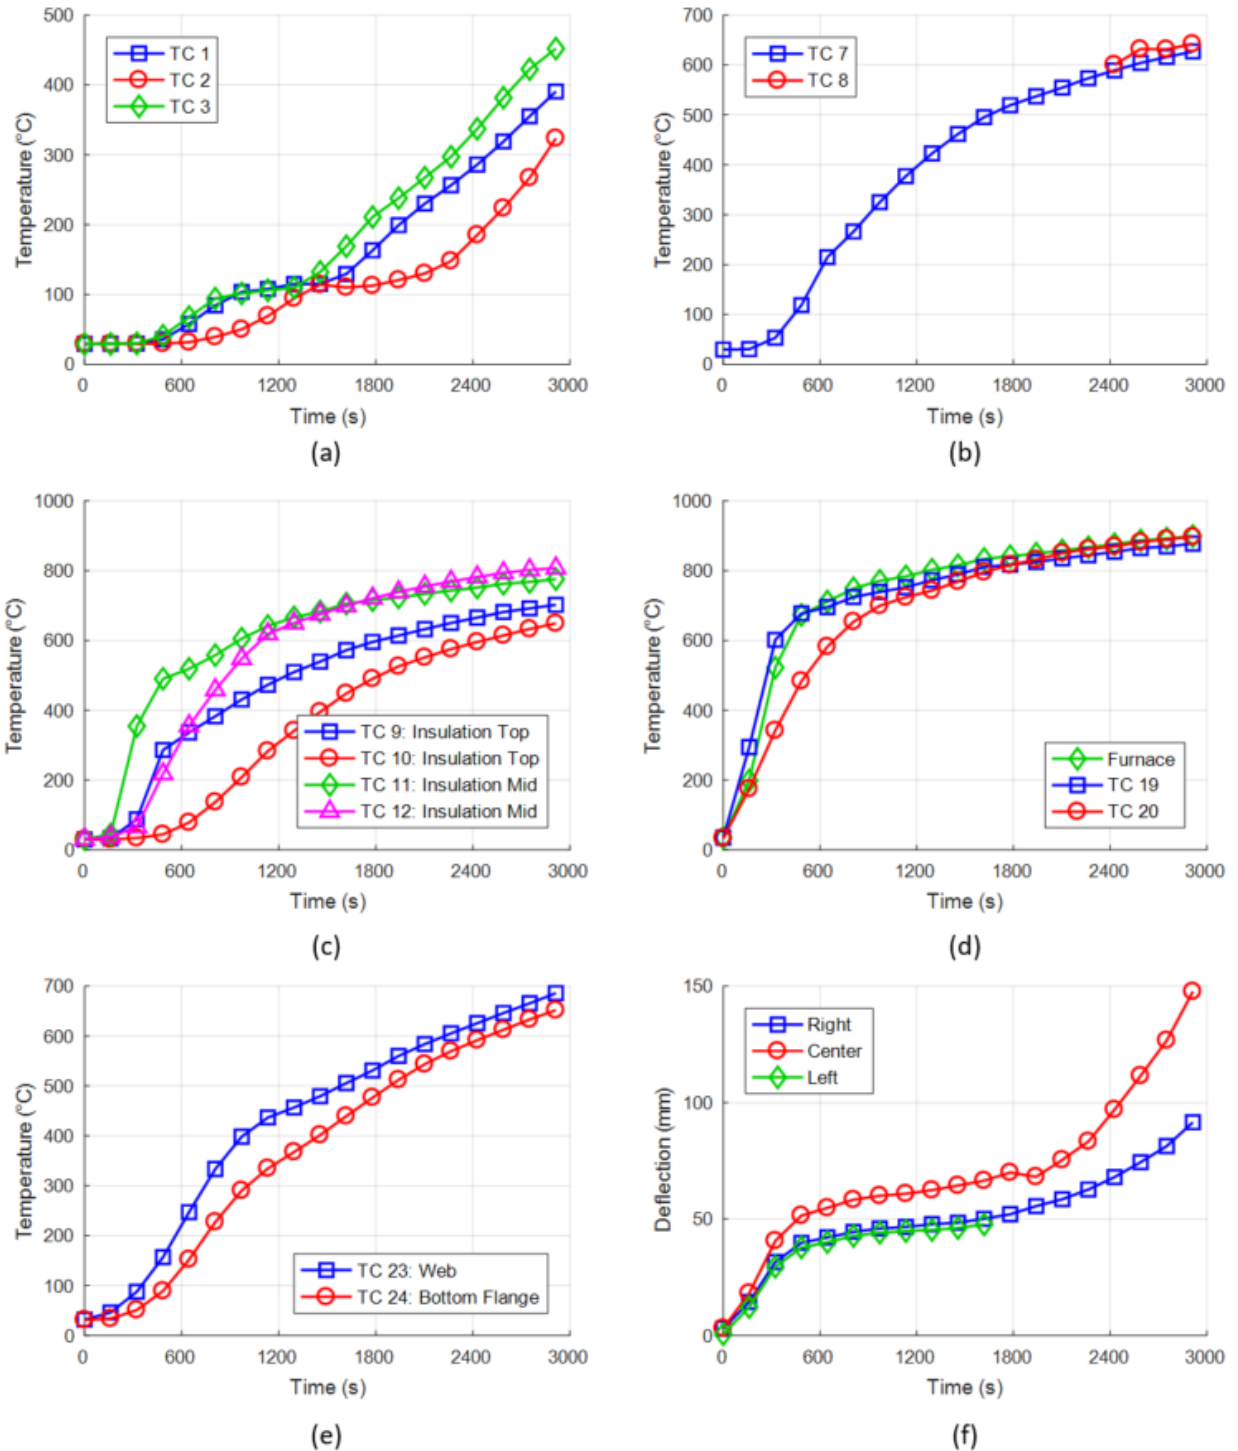 500
400
300
200
100
0
Temperature (°C)
TC 1
TC 2
TC 3
0 600 1200 1800 2400 3000
Time (s)
(a)
700
600
500
400
300
200
100
0
Temperature (°C)
TC 7
TC 8
0 600 1200 1800 2400 3000
Time (s)
(b)
1000
800
600
400
200
0
Temperature (°C)
TC 9: Insulation Top
TC 10: Insulation Top
TC 11: Insulation Mid
TC 12: Insulation Mid
0 600 1200 1800 2400 3000
Time (s)
(c)
1000
800
600
400
200
0
Temperature (°C)
Furnace
TC 19
TC 20
0 600 1200 1800 2400 3000
Time (s)
(d)
700
600
500
400
300
200
100
0
Temperature (°C)
TC 23: Web
TC 24: Bottom Flange
0 600 1200 1800 2400 3000
Time (s)
(e)
150
100
50
0
Deflection (mm)
Right
Center
Left
0 600 1200 1800 2400 3000
Time (s)
(f)